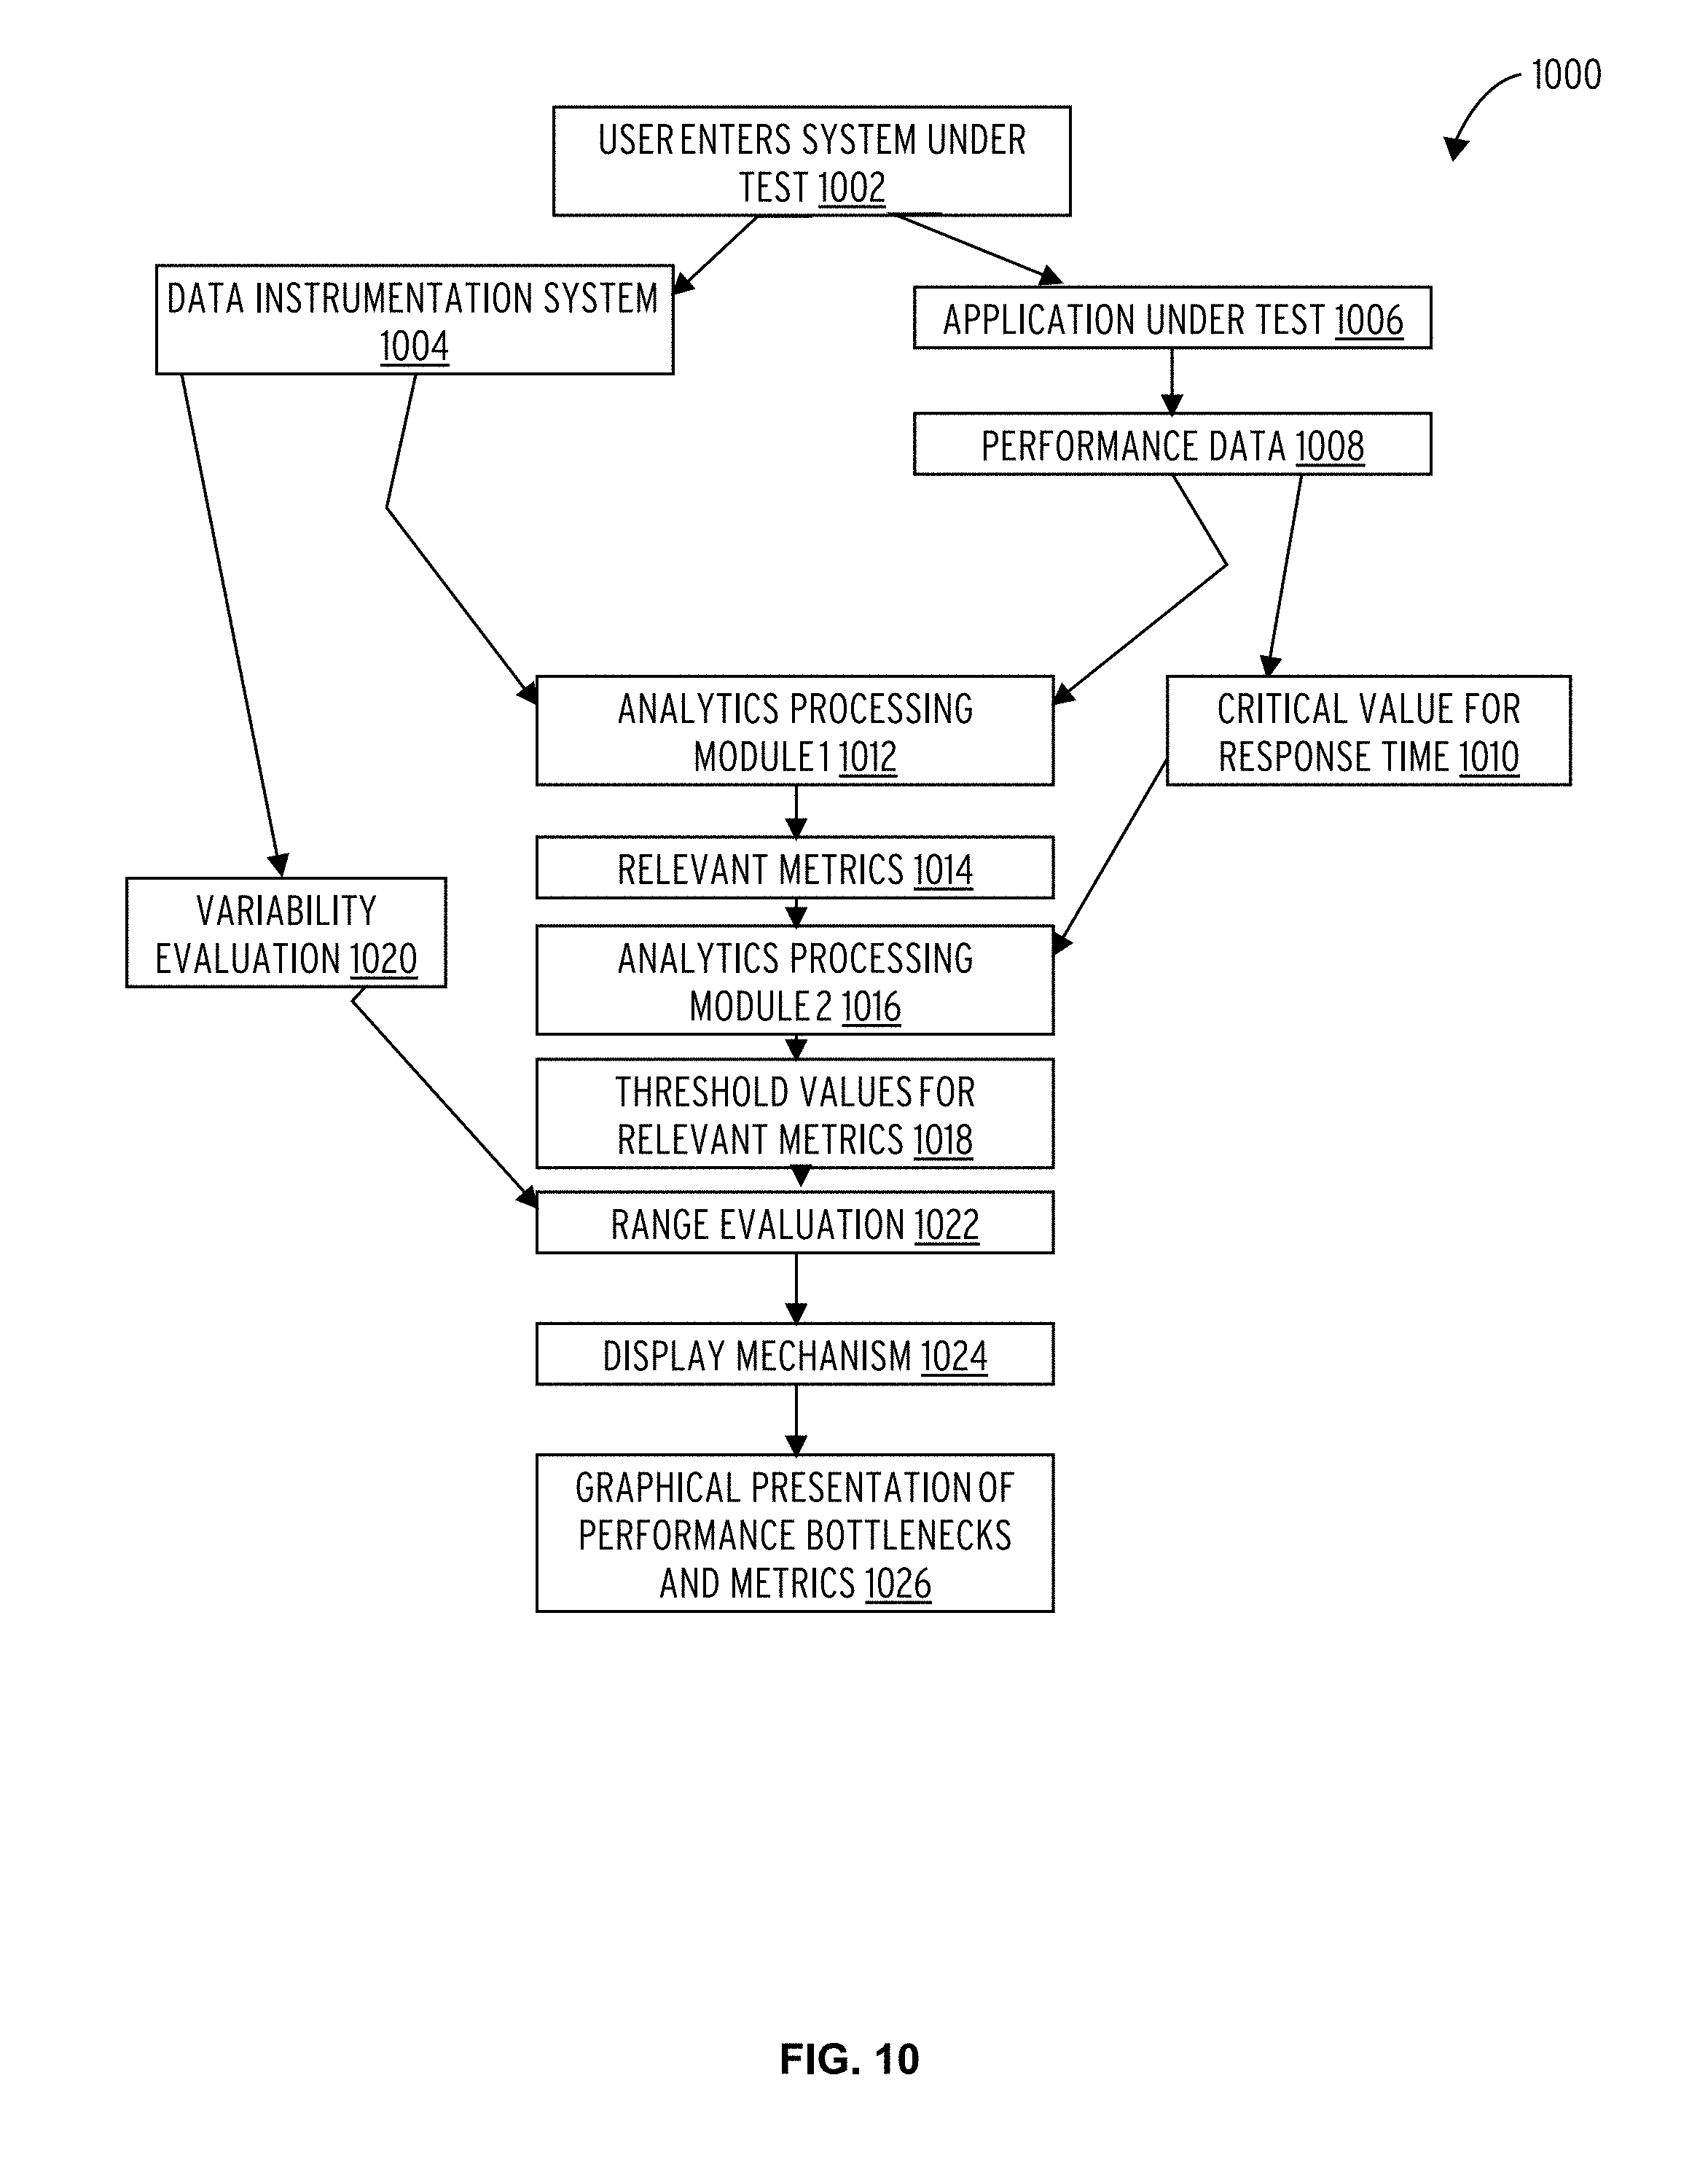 1000
USER ENTERS SYSTEM UNDER
TEST 1002
DATA INSTRUMENTATION SYSTEM
1004
APPLICATION UNDER TEST 1006
PERFORMANCE DATA 1008
ANALYTICS PROCESSING
MODULE 1 1012
CRITICAL VALUE FOR
RESPONSE TIME 1010
RELEVANT METRICS 1014
VARIABILITY
EVALUATION 1020
ANALYTICS PROCESSING
MODULE 2 1016
THRESHOLD VALUES FOR
RELEVANT METRICS 1018
RANGE EVALUATION 1022
DISPLAY MECHANISM 1024
GRAPHICAL PRESENTATION OF
PERFORMANCE BOTTLENECKS
AND METRICS 1026
FIG. 10